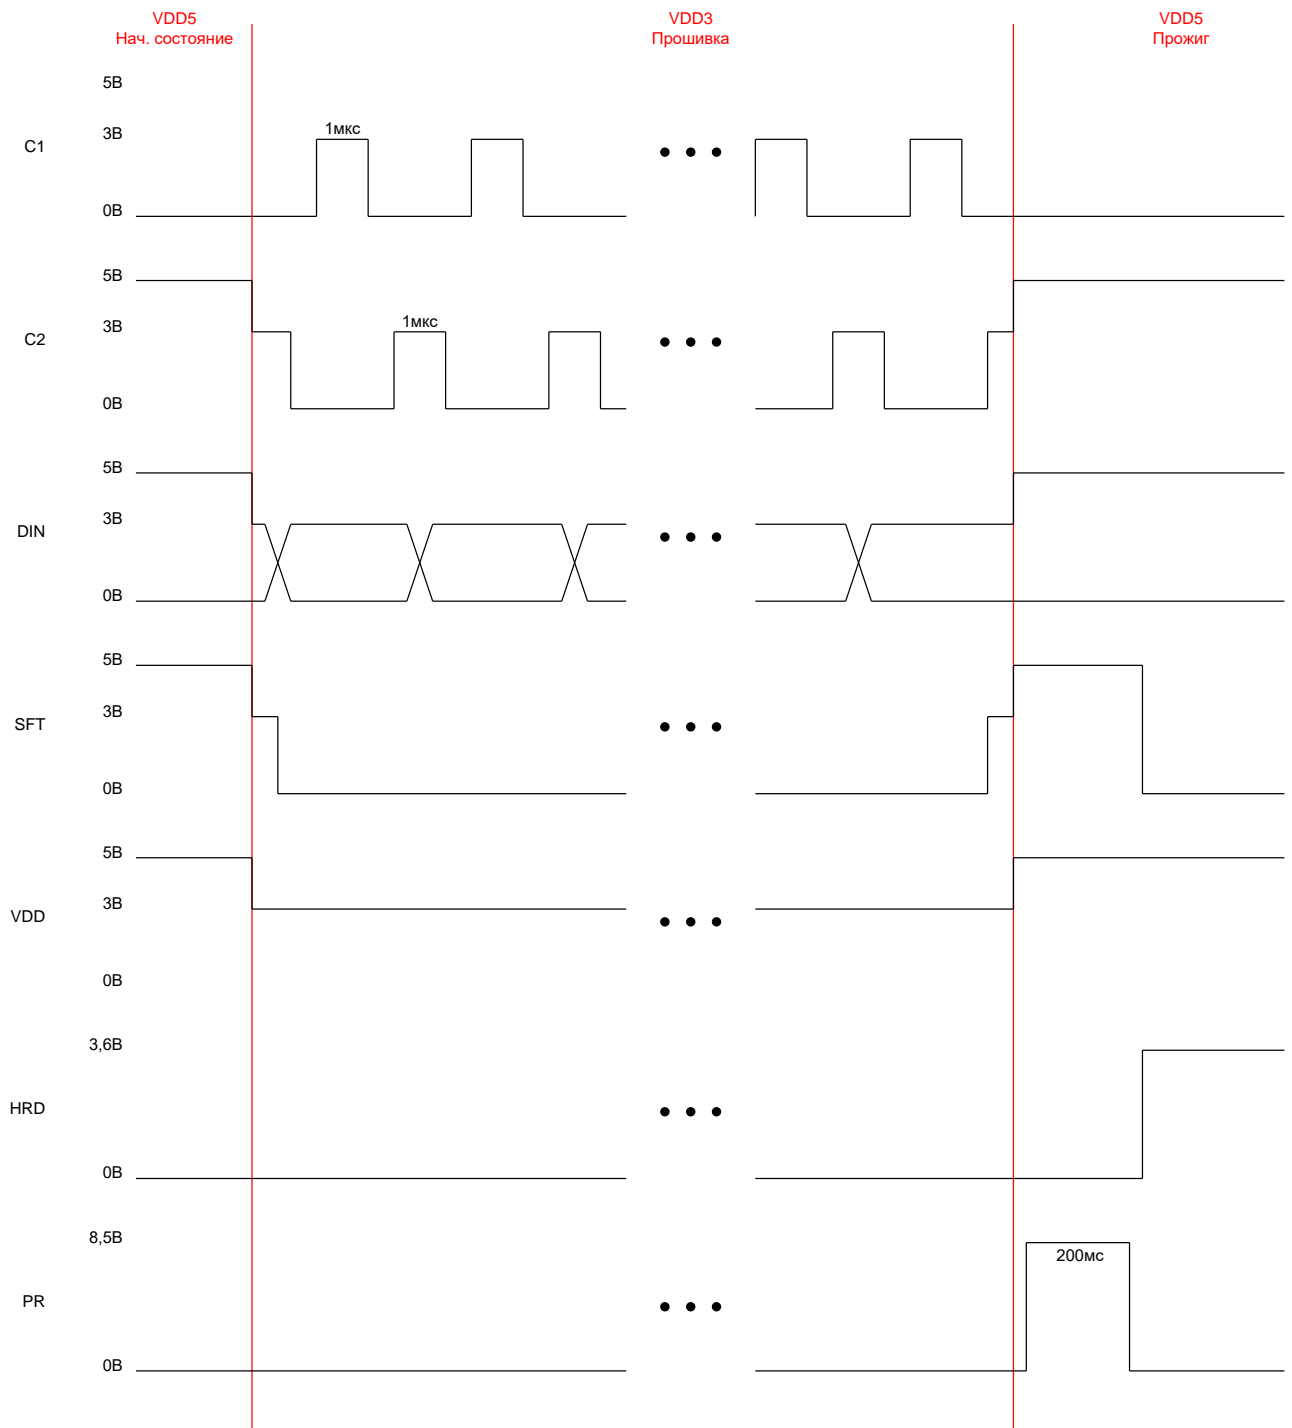 VDD5
Нач. состояние
VDD3
Прошивка
VDD5
Прожиг
5В
3В
1мкс
C1
0В
5В
3В
1мкс
C2
0В
5В
3В
DIN
0В
5В
3В
SFT
0В
5В
3В
VDD
0В
3,6В
HRD
0В
8,5В
200мс
PR
0В